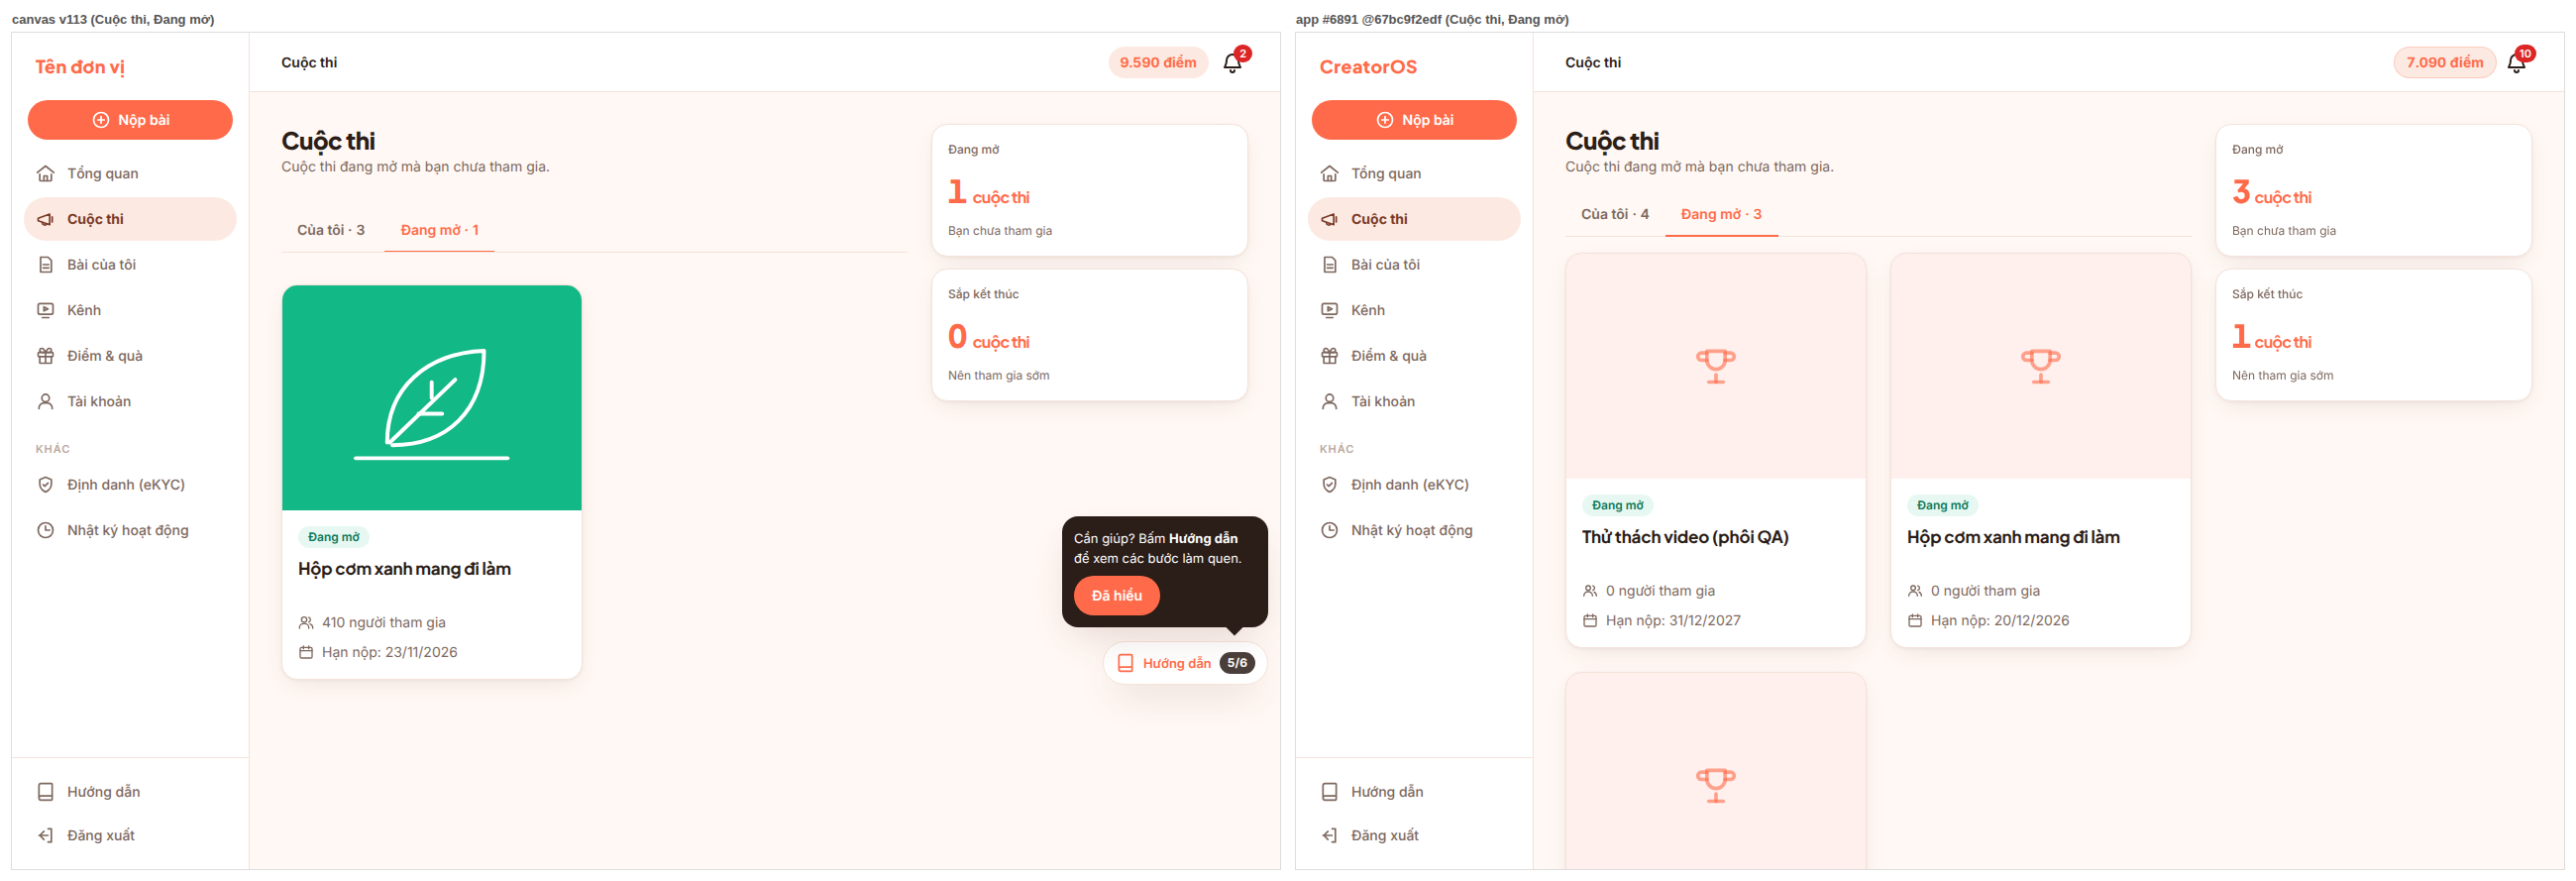 canvas v113 (Cuộc thi, Đang mở)
Tên đơn vị
Nộp bài
Tổng quan
Cuộc thi
Bài của tôi
Kênh
Điểm & quà
Tài khoản
KHÁC
Định danh (eKYC)
Nhật ký hoạt động
Hướng dẫn
Đăng xuất
Cuộc thi
9.590 điểm
2
Cuộc thi
Cuộc thi đang mở mà bạn chưa tham gia.
Của tôi · 3
Đang mở · 1
Đang mở
Hộp cơm xanh mang đi làm
410 người tham gia
Hạn nộp: 23/11/2026
Đang mở
1 cuộc thi
Bạn chưa tham gia
Sắp kết thúc
0 cuộc thi
Nên tham gia sớm
Cần giúp? Bấm Hướng dẫn
để xem các bước làm quen.
Đã hiểu
Hướng dẫn 5/6
app #6891 @67bc9f2edf (Cuộc thi, Đang mở)
CreatorOS
Nộp bài
Tổng quan
Cuộc thi
Bài của tôi
Kênh
Điểm & quà
Tài khoản
KHÁC
Định danh (eKYC)
Nhật ký hoạt động
Hướng dẫn
Đăng xuất
Cuộc thi
7.090 điểm
10
Cuộc thi
Cuộc thi đang mở mà bạn chưa tham gia.
Của tôi · 4
Đang mở · 3
Đang mở
Thử thách video (phôi QA)
0 người tham gia
Hạn nộp: 31/12/2027
Đang mở
Hộp cơm xanh mang đi làm
0 người tham gia
Hạn nộp: 20/12/2026
Đang mở
3 cuộc thi
Bạn chưa tham gia
Sắp kết thúc
1 cuộc thi
Nên tham gia sớm